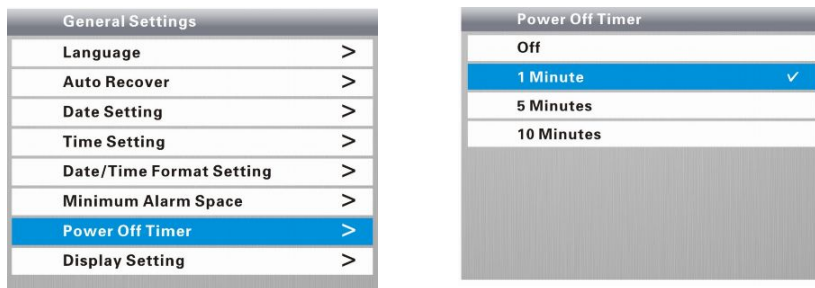 General Settings
Language >
Auto Recover >
Date Setting >
Time Setting >
Date/Time Format Setting >
Minimum Alarm Space >
Power Off Timer >
Display Setting >
Power Off Timer
Off
1 Minute ✓
5 Minutes
10 Minutes